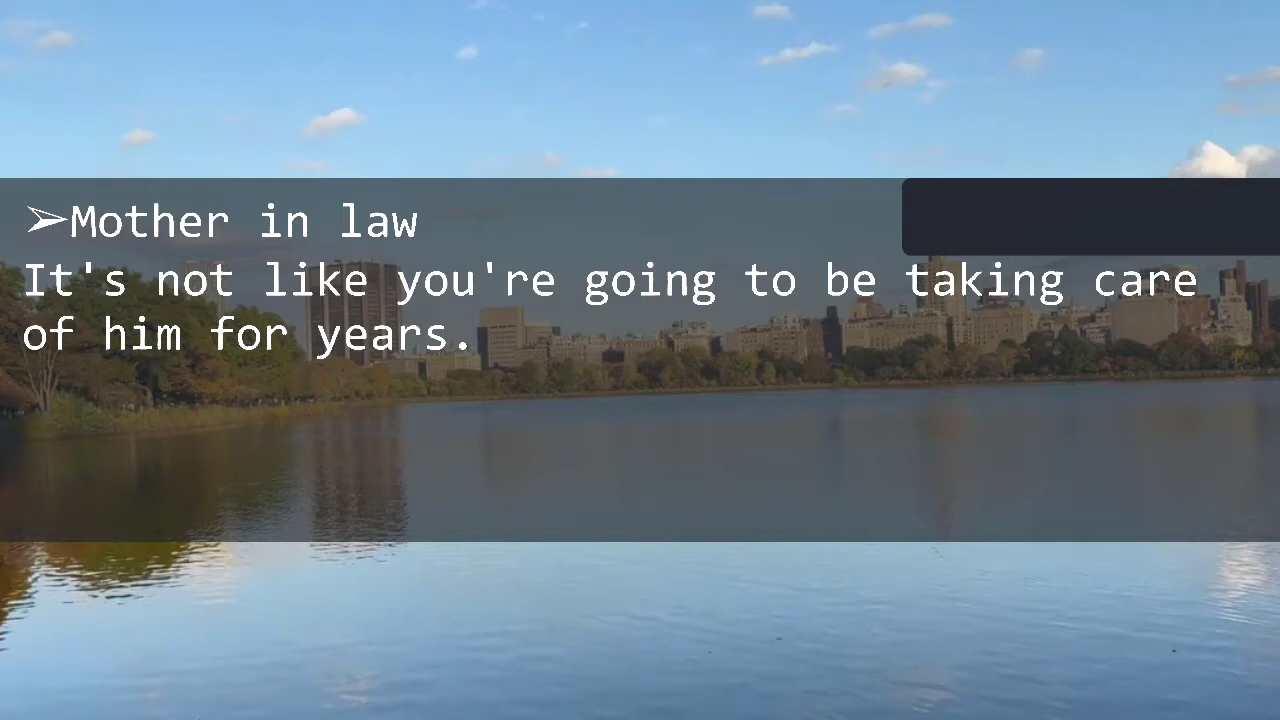 ➢Mother in law
It's not like you're going to be taking care
of him for years.